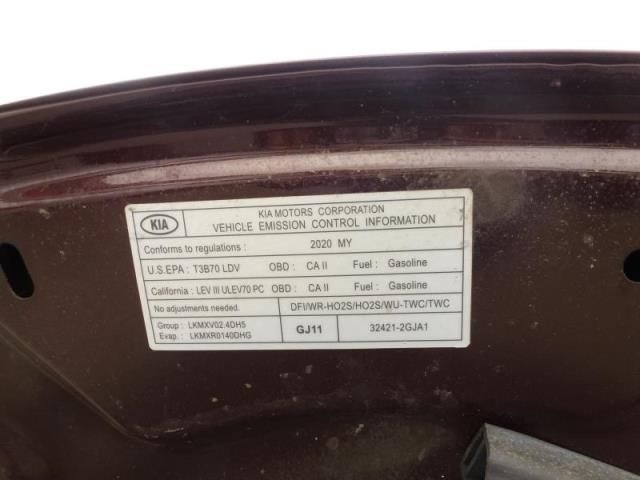 KIA
KIA MOTORS CORPORATION
VEHICLE EMISSION CONTROL INFORMATION
Conforms to regulations : 2020 MY
U.S.EPA : T3B70 LDV OBD : CA II Fuel : Gasoline
California : LEV III ULEV70 PC OBD : CA II Fuel : Gasoline
No adjustments needed. DFI/WR-HO2S/HO2S/WU-TWC/TWC
Group : LKMXV02.4DH5
Evap. : LKMXR0140DHG
GJ11 32421-2GJA1